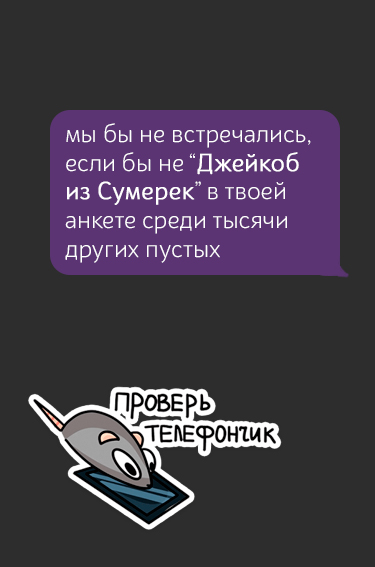 мы бы не встречались,
если бы не “Джейкоб
из Сумерек” в твоей
анкете среди тысячи
других пустых
ПРОВЕРЬ
ТЕЛЕФОНЧИК